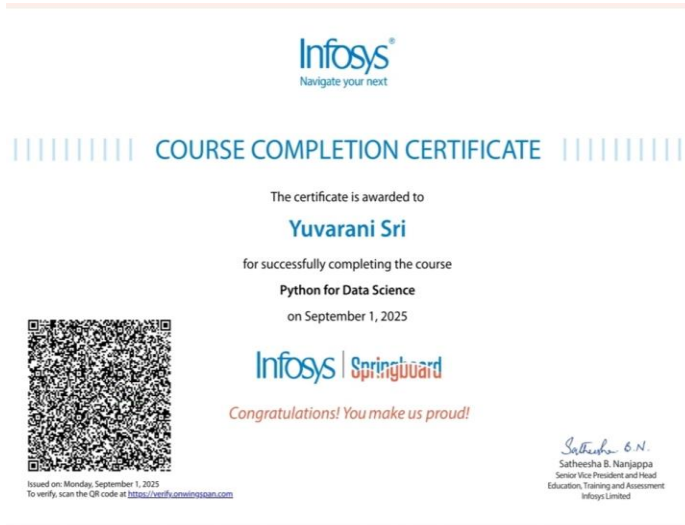 Infosys®
Navigate your next
COURSE COMPLETION CERTIFICATE
The certificate is awarded to
Yuvarani Sri
for successfully completing the course
Python for Data Science
on September 1, 2025
Infosys | Springboard
Congratulations! You make us proud!
Issued on: Monday, September 1, 2025
To verify, scan the QR code at https://verify.onwingspan.com
Satheesha B.N.
Satheesha B. Nanjappa
Senior Vice President and Head
Education, Training and Assessment
Infosys Limited